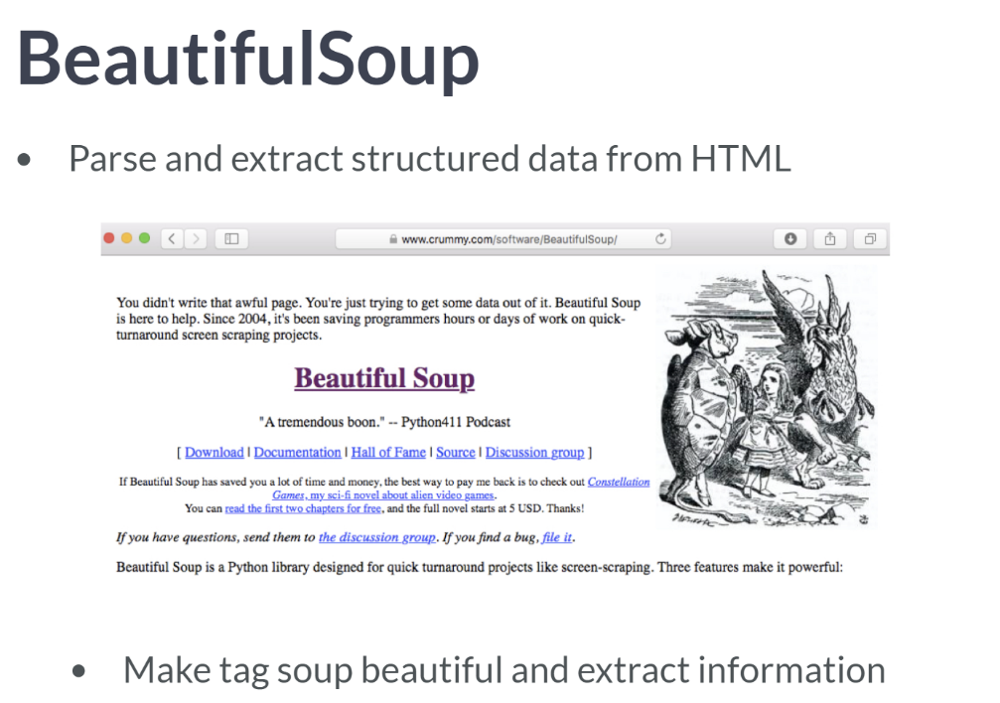 BeautifulSoup
• Parse and extract structured data from HTML
www.crummy.com/software/BeautifulSoup/
You didn't write that awful page. You're just trying to get some data out of it. Beautiful Soup
is here to help. Since 2004, it's been saving programmers hours or days of work on quick-
turnaround screen scraping projects.
Beautiful Soup
"A tremendous boon." -- Python411 Podcast
[ Download | Documentation | Hall of Fame | Source | Discussion group ]
If Beautiful Soup has saved you a lot of time and money, the best way to pay me back is to check out Constellation
Games, my sci-fi novel about alien video games.
You can read the first two chapters for free, and the full novel starts at 5 USD. Thanks!
If you have questions, send them to the discussion group. If you find a bug, file it.
Beautiful Soup is a Python library designed for quick turnaround projects like screen-scraping. Three features make it powerful:
• Make tag soup beautiful and extract information